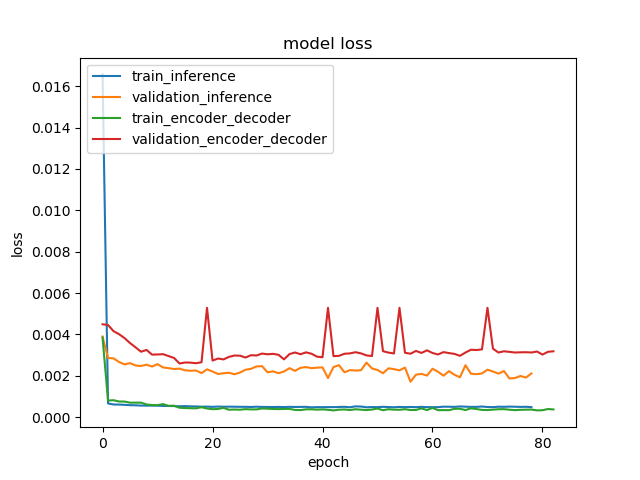 model loss
train_inference
validation_inference
train_encoder_decoder
validation_encoder_decoder
loss
0.016
0.014
0.012
0.010
0.008
0.006
0.004
0.002
0.000
0 20 40 60 80
epoch